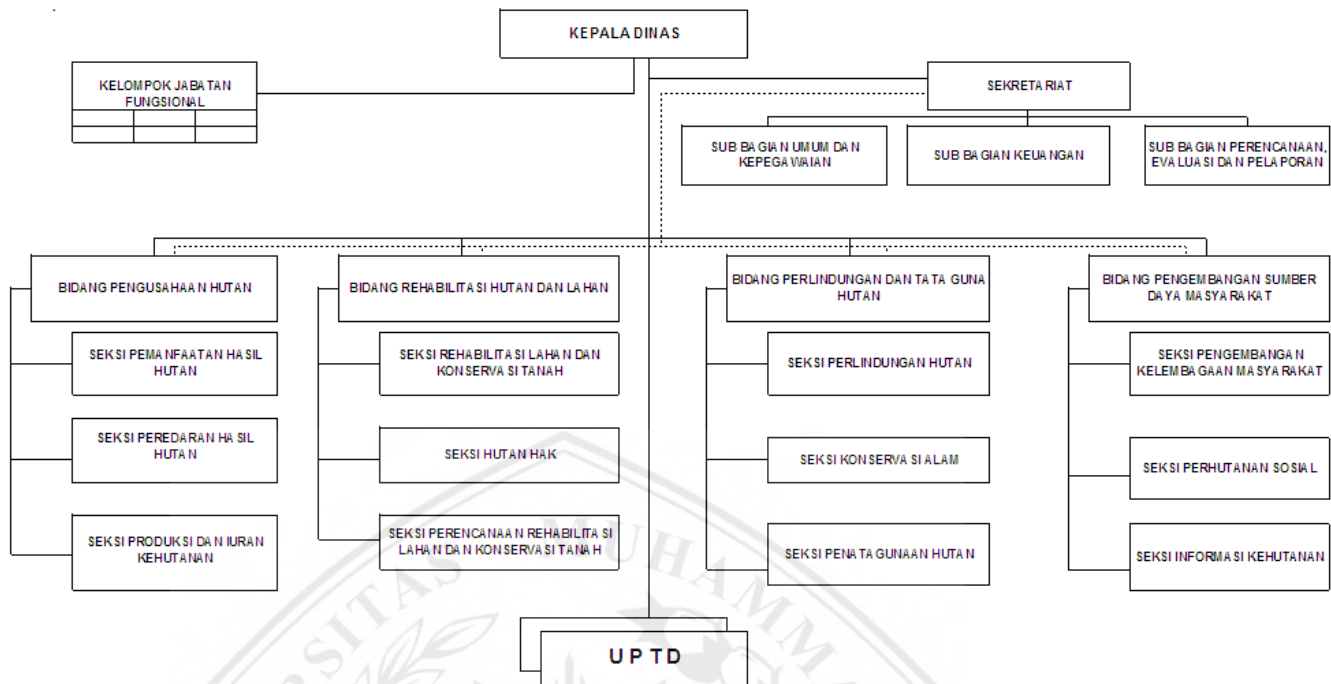 KEPALA DINAS
KELOMPOK JABATAN
FUNGSIONAL
SEKRETARIAT
SUB BAGIAN UMUM DAN
KEPEGAWAIAN
SUB BAGIAN KEUANGAN
SUB BAGIAN PERENCANAAN,
EVALUASI DAN PELAPORAN
BIDANG PENGUSAHAAN HUTAN
BIDANG REHABILITASI HUTAN DAN LAHAN
BIDANG PERLINDUNGAN DAN TATA GUNA
HUTAN
BIDANG PENGEMBANGAN SUMBER
DAYA MASYARAKAT
SEKSI PEMANFAATAN HASIL
HUTAN
SEKSI REHABILITASI LAHAN DAN
KONSERVASI TANAH
SEKSI PERLINDUNGAN HUTAN
SEKSI PENGEMBANGAN
KELEMBAGAAN MASYARAKAT
SEKSI PEREDARAN HASIL
HUTAN
SEKSI HUTAN HAK
SEKSI KONSERVASI ALAM
SEKSI PERHUTANAN SOSIAL
SEKSI PRODUKSI DAN IURAN
KEHUTANAN
SEKSI PERENCANAAN REHABILITASI
LAHAN DAN KONSERVASI TANAH
SEKSI PENATAGUNAAN HUTAN
SEKSI INFORMASI KEHUTANAN
UPTD